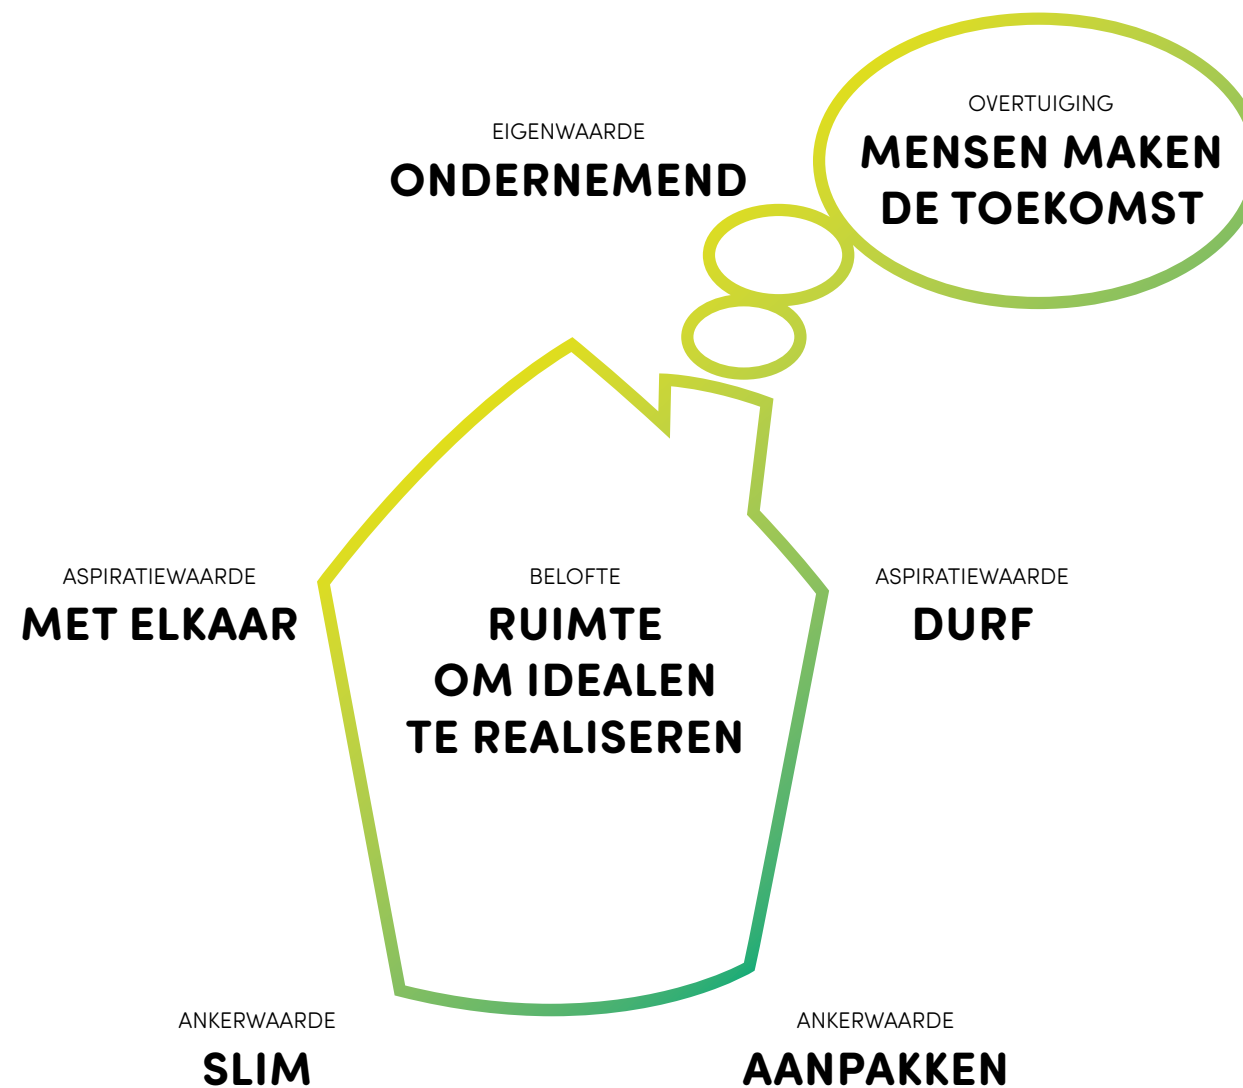 OVERTUIGING
MENSEN MAKEN
DE TOEKOMST
EIGENWAARDE
ONDERNEMEND
ASPIRATIEWAARDE
MET ELKAAR
BELOFTE
RUIMTE
OM IDEALEN
TE REALISEREN
ASPIRATIEWAARDE
DURF
ANKERWAARDE
SLIM
ANKERWAARDE
AANPAKKEN